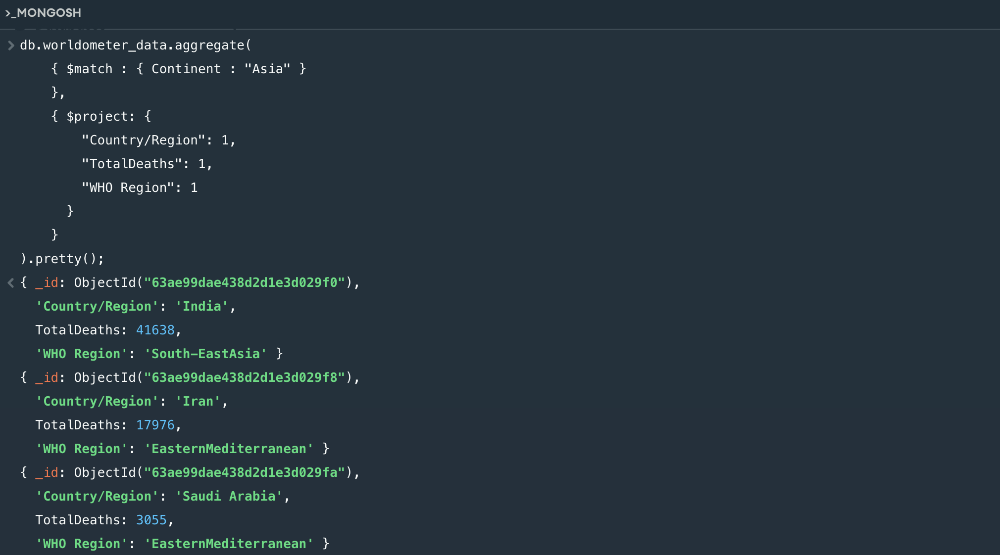 >_MONGOSH
db.worldometer_data.aggregate(
{ $match : { Continent : "Asia" }
},
{ $project: {
"Country/Region": 1,
"TotalDeaths": 1,
"WHO Region": 1
}
}
).pretty();
{ _id: ObjectId("63ae99dae438d2d1e3d029f0"),
'Country/Region': 'India',
TotalDeaths: 41638,
'WHO Region': 'South-EastAsia' }
{ _id: ObjectId("63ae99dae438d2d1e3d029f8"),
'Country/Region': 'Iran',
TotalDeaths: 17976,
'WHO Region': 'EasternMediterranean' }
{ _id: ObjectId("63ae99dae438d2d1e3d029fa"),
'Country/Region': 'Saudi Arabia',
TotalDeaths: 3055,
'WHO Region': 'EasternMediterranean' }